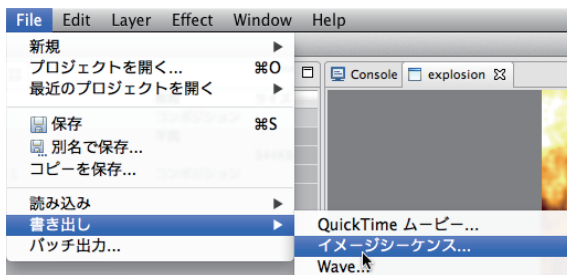 File Edit Layer Effect Window Help
新規
プロジェクトを開く... ⌘O
最近のプロジェクトを開く
Console explosion
保存 ⌘S
別名で保存...
コピーを保存...
読み込み
書き出し
バッチ出力...
QuickTime ムービー...
イメージシーケンス...
Wave...